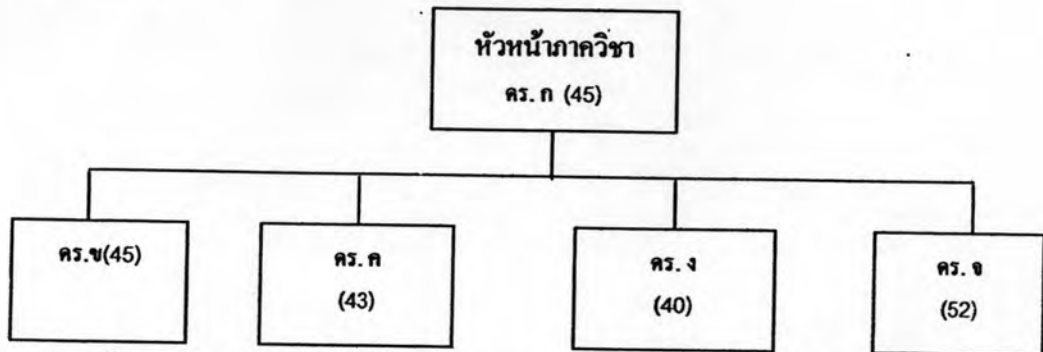 หัวหน้าภาควิชา
ดร. ก (45)
ดร.ข(45)
ดร. ค
(43)
ดร. ง
(40)
ดร. จ
(52)